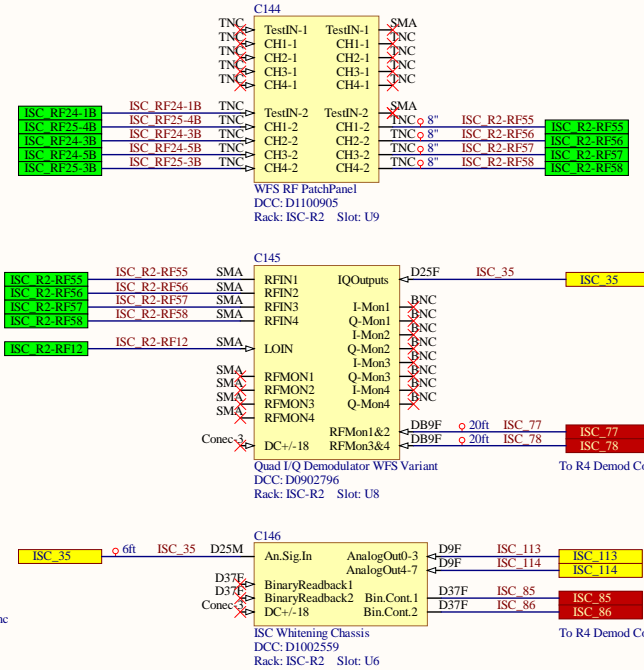 C144
TNC TestIN-1 TestIN-1 SMA
TNC CH1-1 CH1-1 TNC
TNC CH2-1 CH2-1 TNC
TNC CH3-1 CH3-1 TNC
TNC CH4-1 CH4-1 TNC
ISC_RF24-1B ISC_RF24-1B TNC TestIN-2 TestIN-2 SMA
ISC_RF25-4B ISC_RF25-4B TNC CH1-2 CH1-2 TNC 8" ISC_R2-RF55 ISC_R2-RF55
ISC_RF24-3B ISC_RF24-3B TNC CH2-2 CH2-2 TNC 8" ISC_R2-RF56 ISC_R2-RF56
ISC_RF24-5B ISC_RF24-5B TNC CH3-2 CH3-2 TNC 8" ISC_R2-RF57 ISC_R2-RF57
ISC_RF25-3B ISC_RF25-3B TNC CH4-2 CH4-2 TNC 8" ISC_R2-RF58 ISC_R2-RF58
WFS RF PatchPanel
DCC: D1100905
Rack: ISC-R2 Slot: U9
C145
ISC_R2-RF55 ISC_R2-RF55 SMA RFIN1 IQOutputs D25F ISC_35 ISC_35
ISC_R2-RF56 ISC_R2-RF56 SMA RFIN2
ISC_R2-RF57 ISC_R2-RF57 SMA RFIN3 I-Mon1 BNC
ISC_R2-RF58 ISC_R2-RF58 SMA RFIN4 Q-Mon1 BNC
I-Mon2 BNC
ISC_R2-RF12 ISC_R2-RF12 SMA LOIN Q-Mon2 BNC
I-Mon3 BNC
SMA RFMON1 Q-Mon3 BNC
SMA RFMON2 I-Mon4 BNC
SMA RFMON3 Q-Mon4 BNC
SMA RFMON4
RFMon1&2 DB9F 20ft ISC_77 ISC_77
Conec-3 DC+/-18 RFMon3&4 DB9F 20ft ISC_78 ISC_78
Quad I/Q Demodulator WFS Variant
To R4 Demod Co
DCC: D0902796
Rack: ISC-R2 Slot: U8
C146
ISC_35 6ft ISC_35 D25M An.Sig.In AnalogOut0-3 D9F ISC_113 ISC_113
AnalogOut4-7 D9F ISC_114 ISC_114
D37F BinaryReadback1
D37F BinaryReadback2 Bin.Cont.1 D37F ISC_85 ISC_85
Conec-3 DC+/-18 Bin.Cont.2 D37F ISC_86 ISC_86
nc
ISC Whitening Chassis
To R4 Demod Co
DCC: D1002559
Rack: ISC-R2 Slot: U6